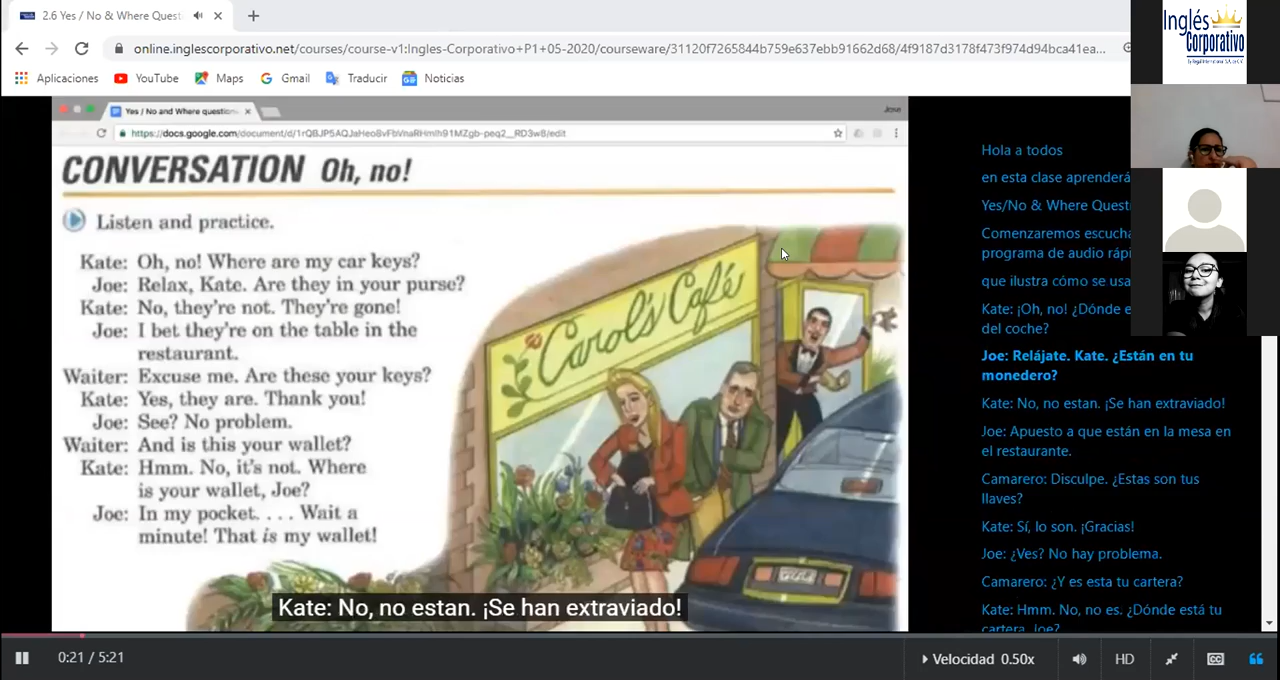 2.6 Yes / No & Where Questi
online.inglescorporativo.net/courses/course-v1:Ingles-Corporativo+P1+05-2020/courseware/31120f7265844b759e637ebb91662d68/4f9187d3178f473f974d94bca41ea...
Aplicaciones YouTube Maps Gmail Traducir Noticias
Inglés
Corporativo
Yes / No and Where question
Jose
CONVERSATION Oh, no!
Listen and practice.
Kate: Oh, no! Where are my car keys?
Joe: Relax, Kate. Are they in your purse?
Kate: No, they're not. They're gone!
Joe: I bet they're on the table in the
restaurant.
Waiter: Excuse me. Are these your keys?
Kate: Yes, they are. Thank you!
Joe: See? No problem.
Waiter: And is this your wallet?
Kate: Hmm. No, it's not. Where
is your wallet, Joe?
Joe: In my pocket. . . . Wait a
minute! That is my wallet!
Carol's Café
Kate: No, no estan. ¡Se han extraviado!
Hola a todos
en esta clase aprenderá
Yes/No & Where Questi
Comenzaremos escucha
programa de audio rápi
que ilustra cómo se usa
Kate: ¡Oh, no! ¿Dónde e
del coche?
Joe: Relájate. Kate. ¿Están en tu
monedero?
Kate: No, no estan. ¡Se han extraviado!
Joe: Apuesto a que están en la mesa en
el restaurante.
Camarero: Disculpe. ¿Estas son tus
llaves?
Kate: Sí, lo son. ¡Gracias!
Joe: ¿Ves? No hay problema.
Camarero: ¿Y es esta tu cartera?
Kate: Hmm. No, no es. ¿Dónde está tu
cartera, Joe?
0:21 / 5:21
Velocidad 0.50x
HD
CC